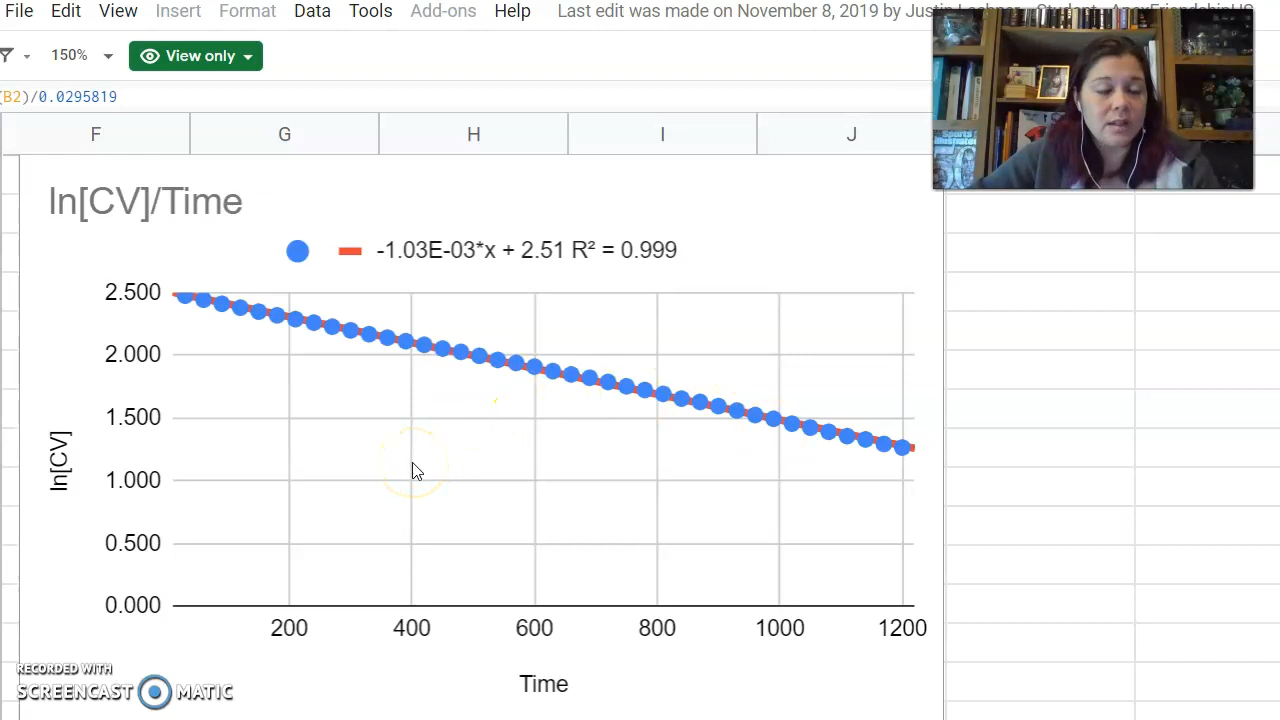 File Edit View Insert Format Data Tools Add-ons Help Last edit was made on November 8, 2019 by Justin
150% View only
B2)/0.0295819
F G H I J
ln[CV]/Time
-1.03E-03*x + 2.51 R² = 0.999
2.500
2.000
1.500
1.000
0.500
0.000
ln[CV]
200 400 600 800 1000 1200
Time
RECORDED WITH
SCREENCAST MATIC
Sports
Illustrated